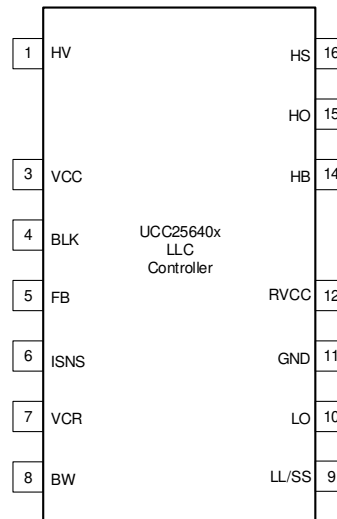 1 HV
HS 16
HO 15
3 VCC
HB 14
4 BLK
UCC25640x
LLC
Controller
5 FB
RVCC 12
6 ISNS
GND 11
7 VCR
LO 10
8 BW
LL/SS 9